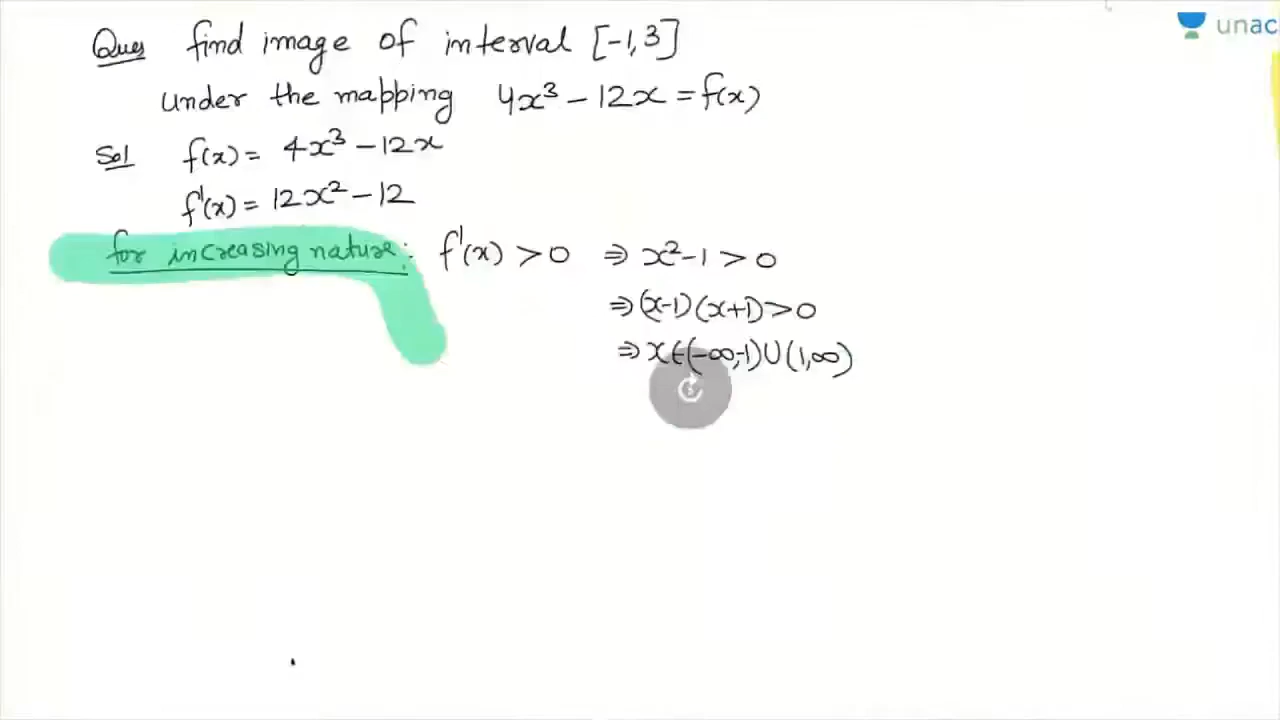 Ques find image of interval [-1,3]
under the mapping 4x³ - 12x = f(x)
Sol f(x) = 4x³ - 12x
f'(x) = 12x² - 12
for increasing nature: f'(x) > 0 ⇒ x² - 1 > 0
⇒ (x-1)(x+1) > 0
⇒ x ∈ (-∞,-1) ∪ (1,∞)
unac